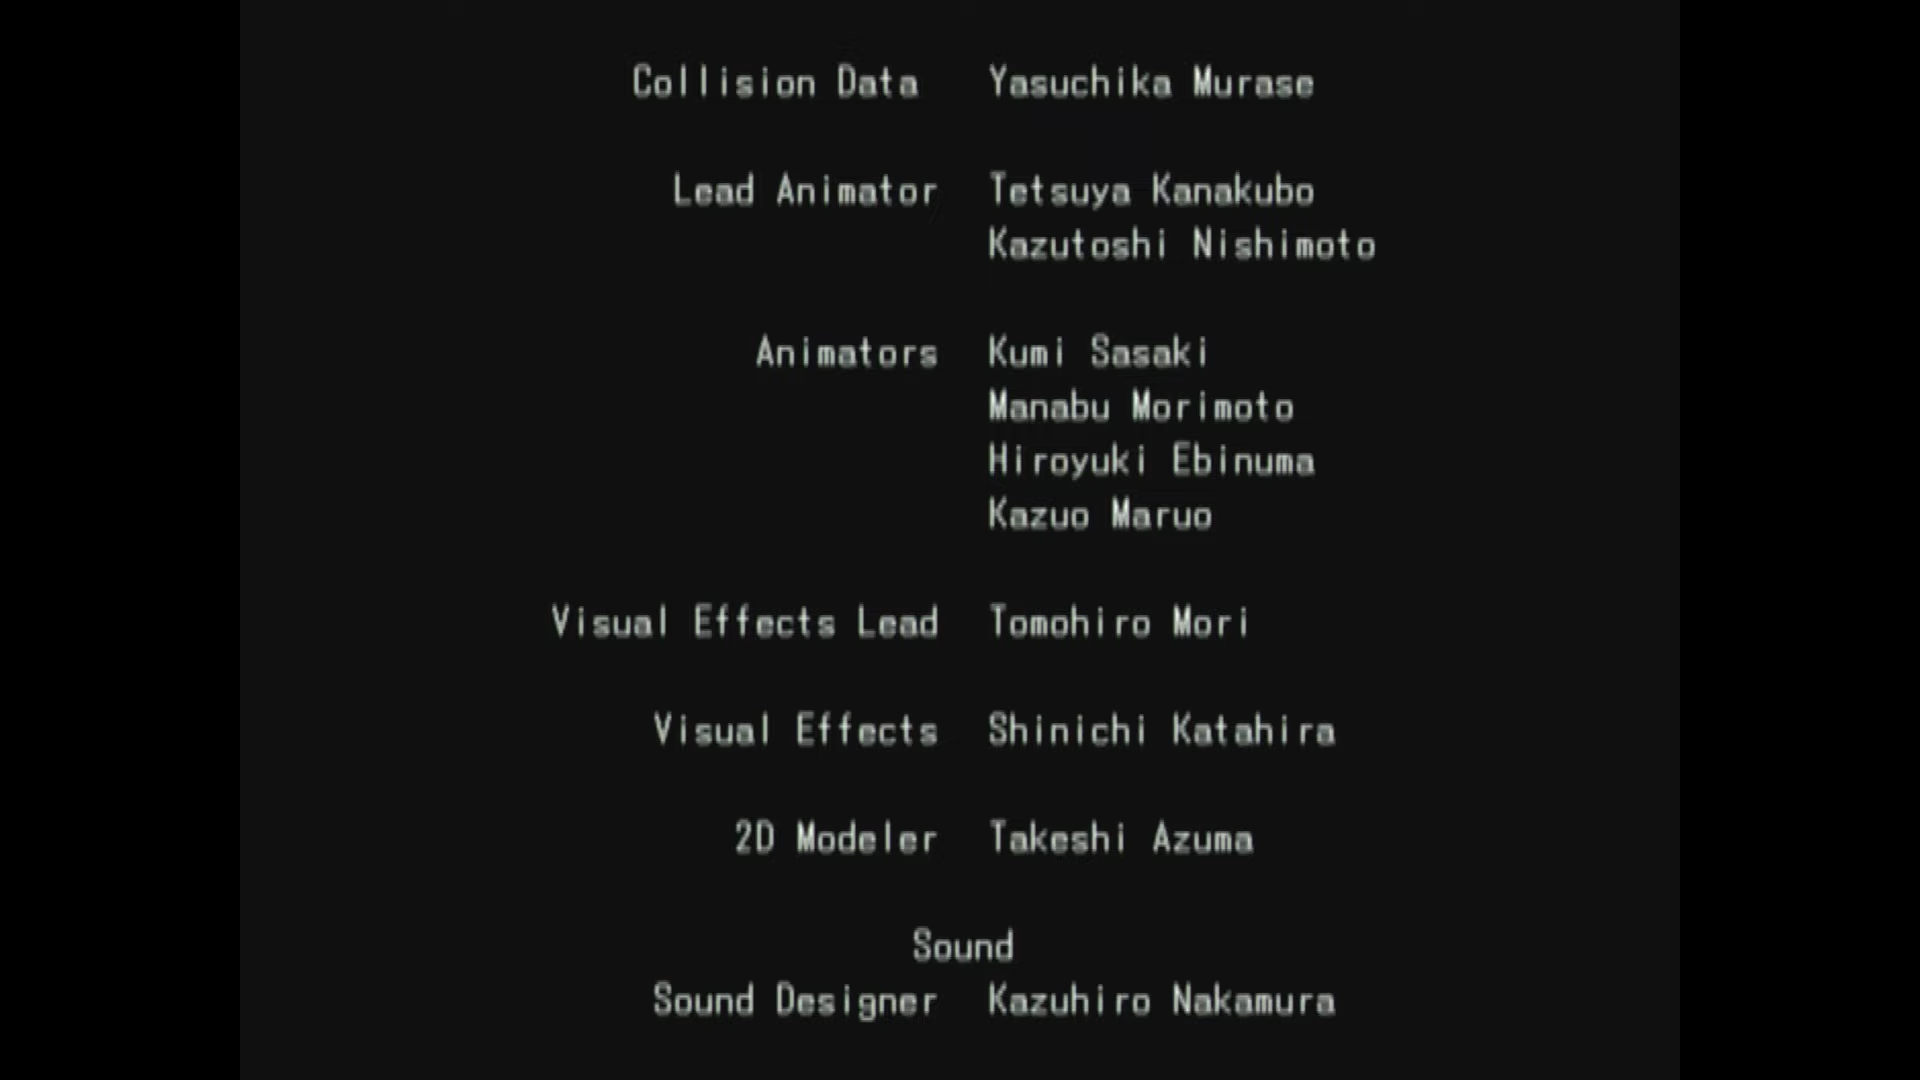 Collision Data Yasuchika Murase
Lead Animator Tetsuya Kanakubo
Kazutoshi Nishimoto
Animators Kumi Sasaki
Manabu Morimoto
Hiroyuki Ebinuma
Kazuo Maruo
Visual Effects Lead Tomohiro Mori
Visual Effects Shinichi Katahira
2D Modeler Takeshi Azuma
Sound
Sound Designer Kazuhiro Nakamura